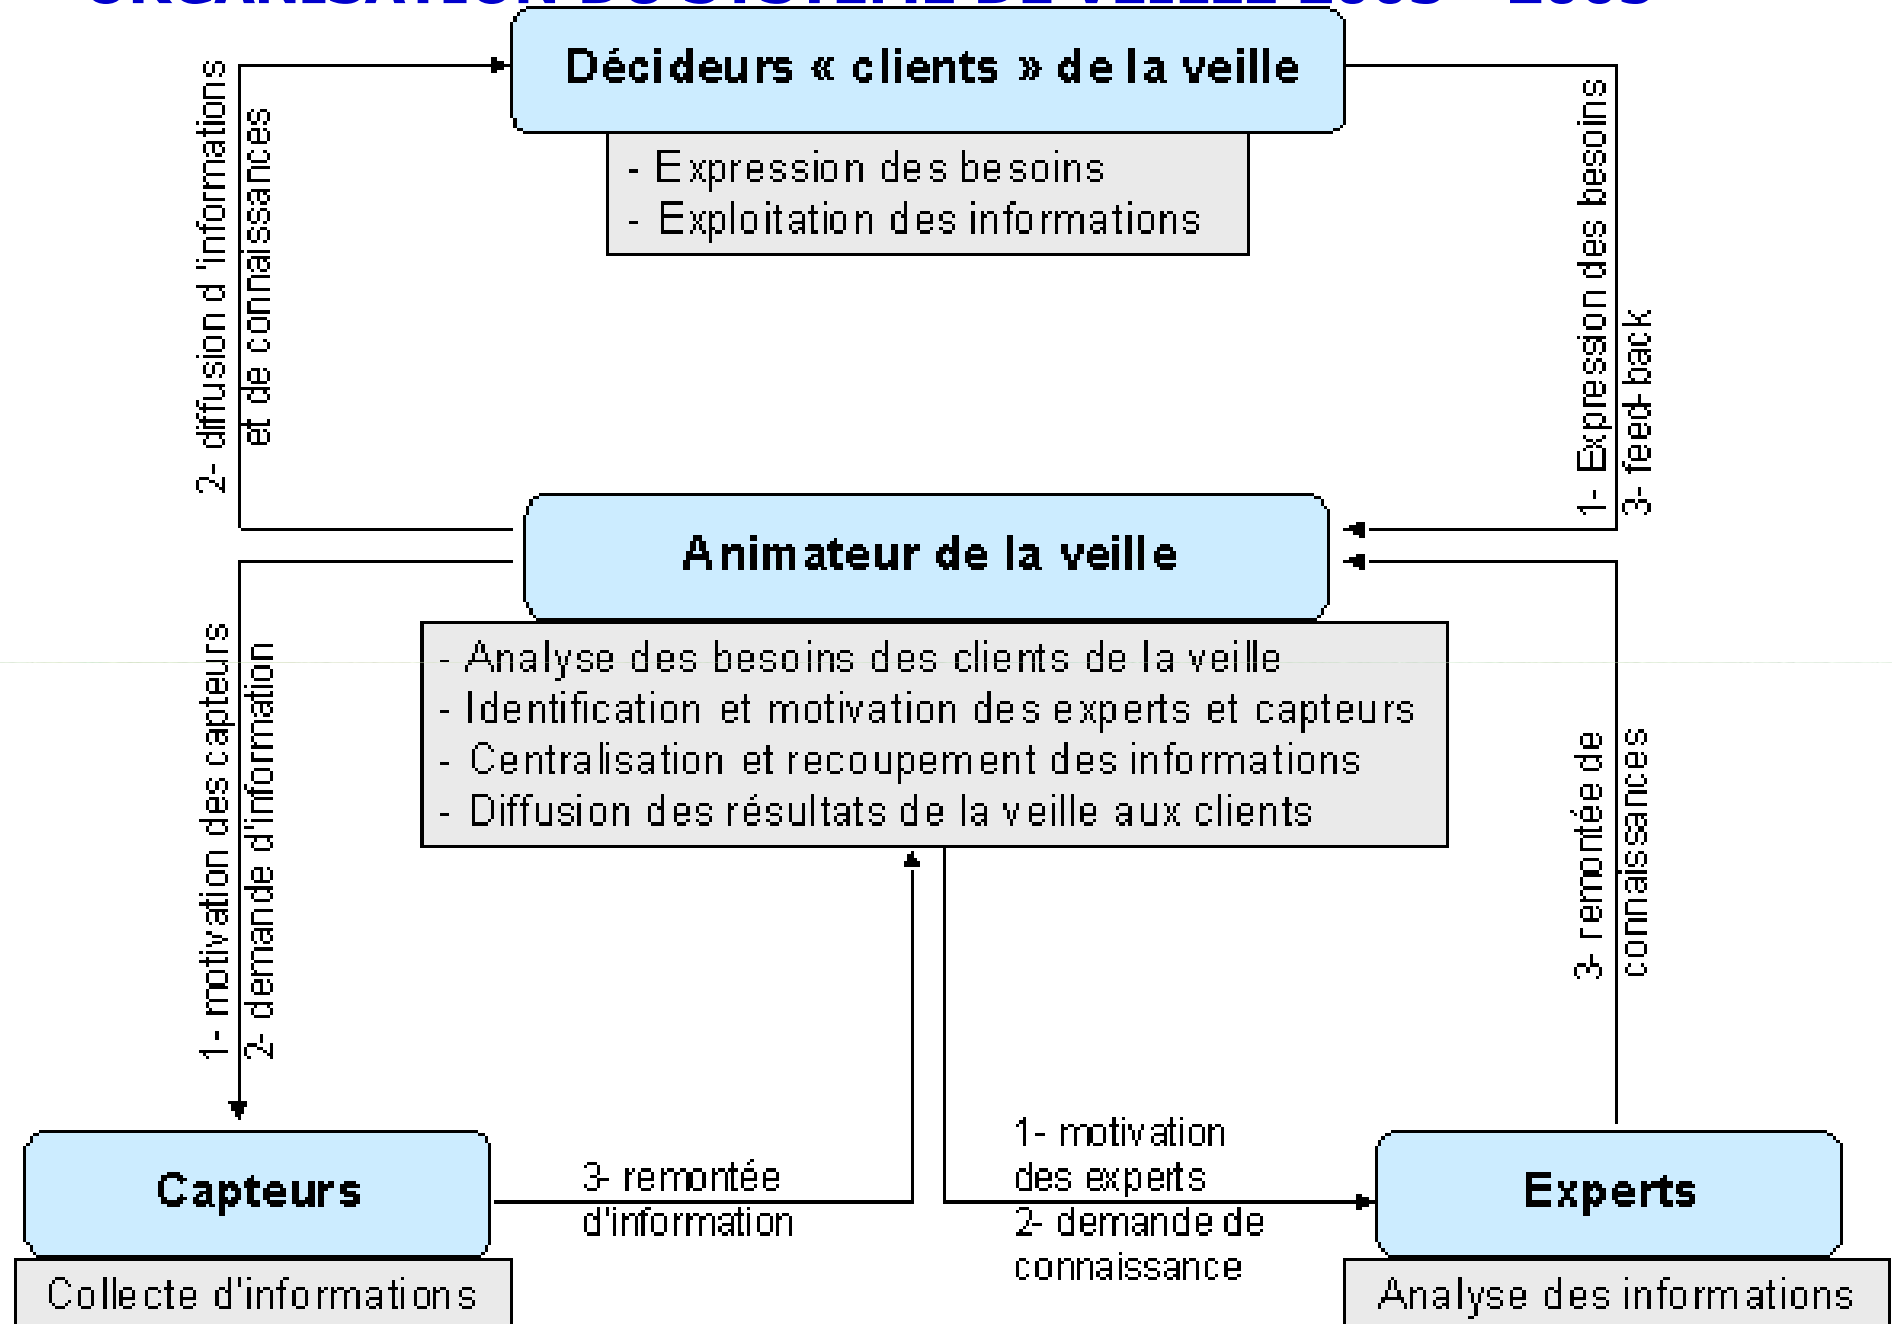 Décideurs « clients » de la veille
- Expression des besoins
- Exploitation des informations
2- diffusion d'informations
et de connaissances
1- Expression des besoins
3- feed-back
Animateur de la veille
- Analyse des besoins des clients de la veille
- Identification et motivation des experts et capteurs
- Centralisation et recoupement des informations
- Diffusion des résultats de la veille aux clients
1- motivation des capteurs
2- demande d'information
3- remontée de
connaissances
Capteurs
Collecte d'informations
3- remontée
d'information
1- motivation
des experts
2- demande de
connaissance
Experts
Analyse des informations